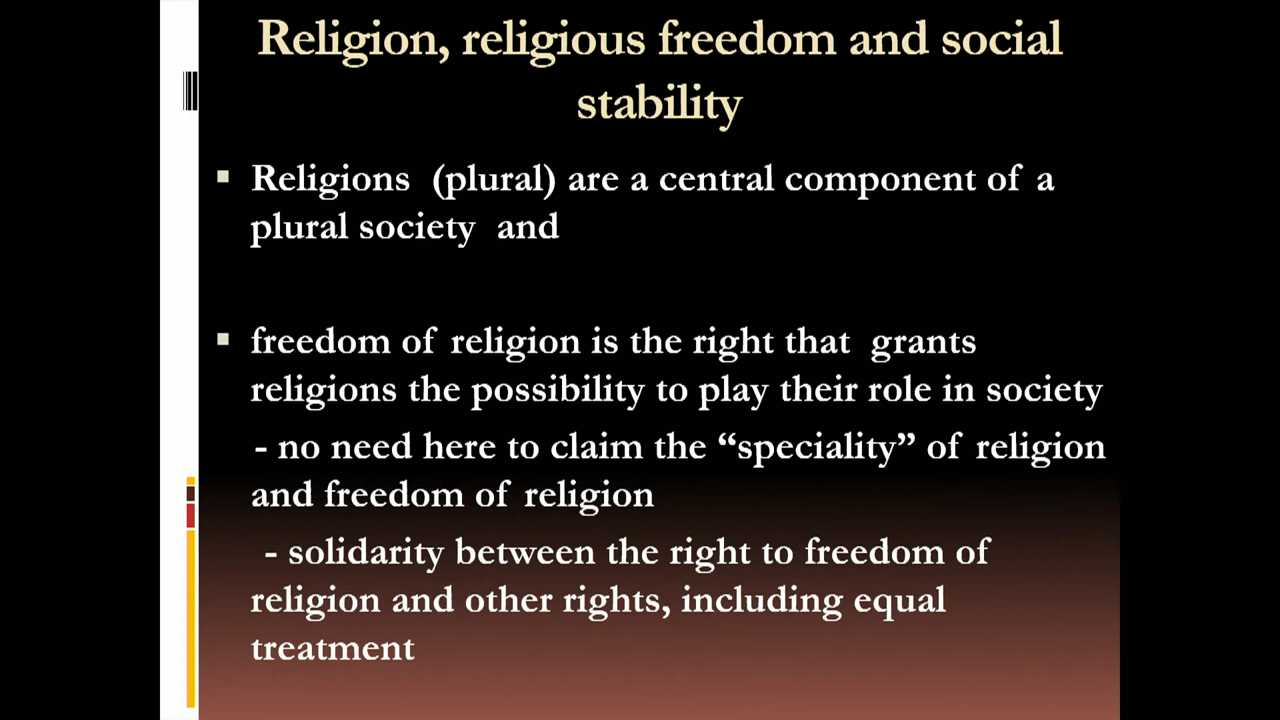 Religion, religious freedom and social
stability
▪ Religions (plural) are a central component of a
plural society and
▪ freedom of religion is the right that grants
religions the possibility to play their role in society
- no need here to claim the “speciality” of religion
and freedom of religion
- solidarity between the right to freedom of
religion and other rights, including equal
treatment